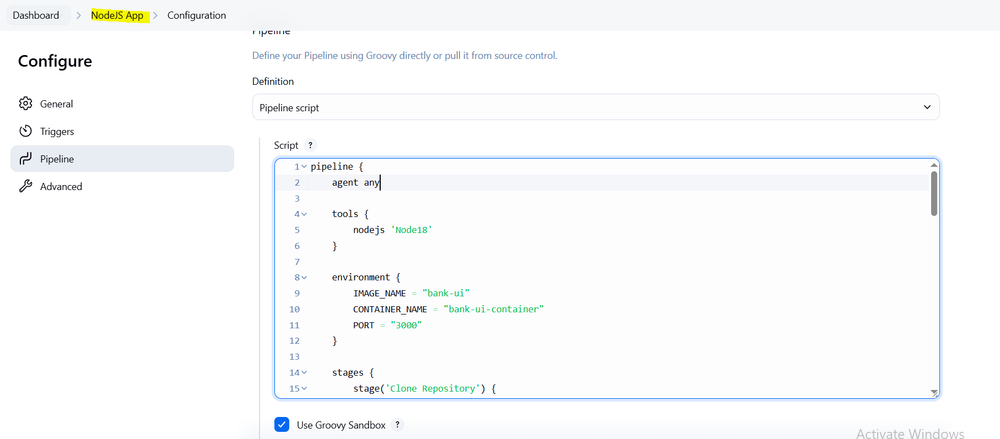 Dashboard > NodeJS App > Configuration
Pipeline
Configure
Define your Pipeline using Groovy directly or pull it from source control.
Definition
General
Pipeline script
Triggers
Script ?
Pipeline
Advanced
1 pipeline {
2     agent any
3
4     tools {
5         nodejs 'Node18'
6     }
7
8     environment {
9         IMAGE_NAME = "bank-ui"
10         CONTAINER_NAME = "bank-ui-container"
11         PORT = "3000"
12     }
13
14     stages {
15         stage('Clone Repository') {
Use Groovy Sandbox ?
Activate Windows